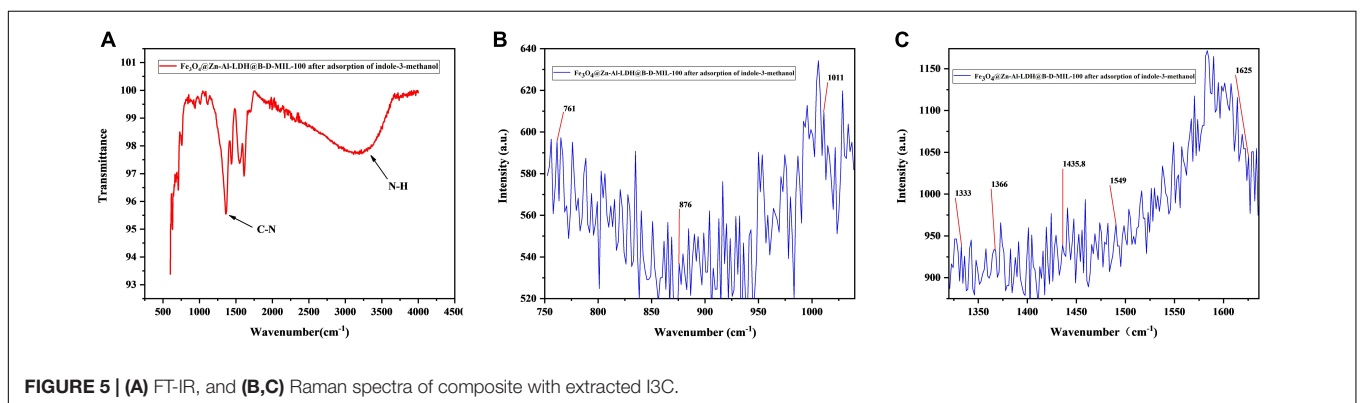 A
Fe₃O₄@Zn-Al-LDH@B-D-MIL-100 after adsorption of indole-3-methanol
101
100
99
98
97
96
95
94
93
Transmittance
N-H
C-N
500 1000 1500 2000 2500 3000 3500 4000 450
Wavenumber(cm⁻¹)
B
Fe₃O₄@Zn-Al-LDH@B-D-MIL-100 after adsorption of indole-3-methanol
640
620
600
580
560
540
520
Intensity (a.u.)
761
876
1011
750 800 850 900 950 1000
Wavenumber (cm⁻¹)
C
Fe₃O₄@Zn-Al-LDH@B-D-MIL-100 after adsorption of indole-3-methanol
1150
1100
1050
1000
950
900
Intensity (a.u.)
1333
1366
1435.8
1549
1625
1350 1400 1450 1500 1550 1600
Wavenumber（cm⁻¹）
FIGURE 5 | (A) FT-IR, and (B,C) Raman spectra of composite with extracted I3C.